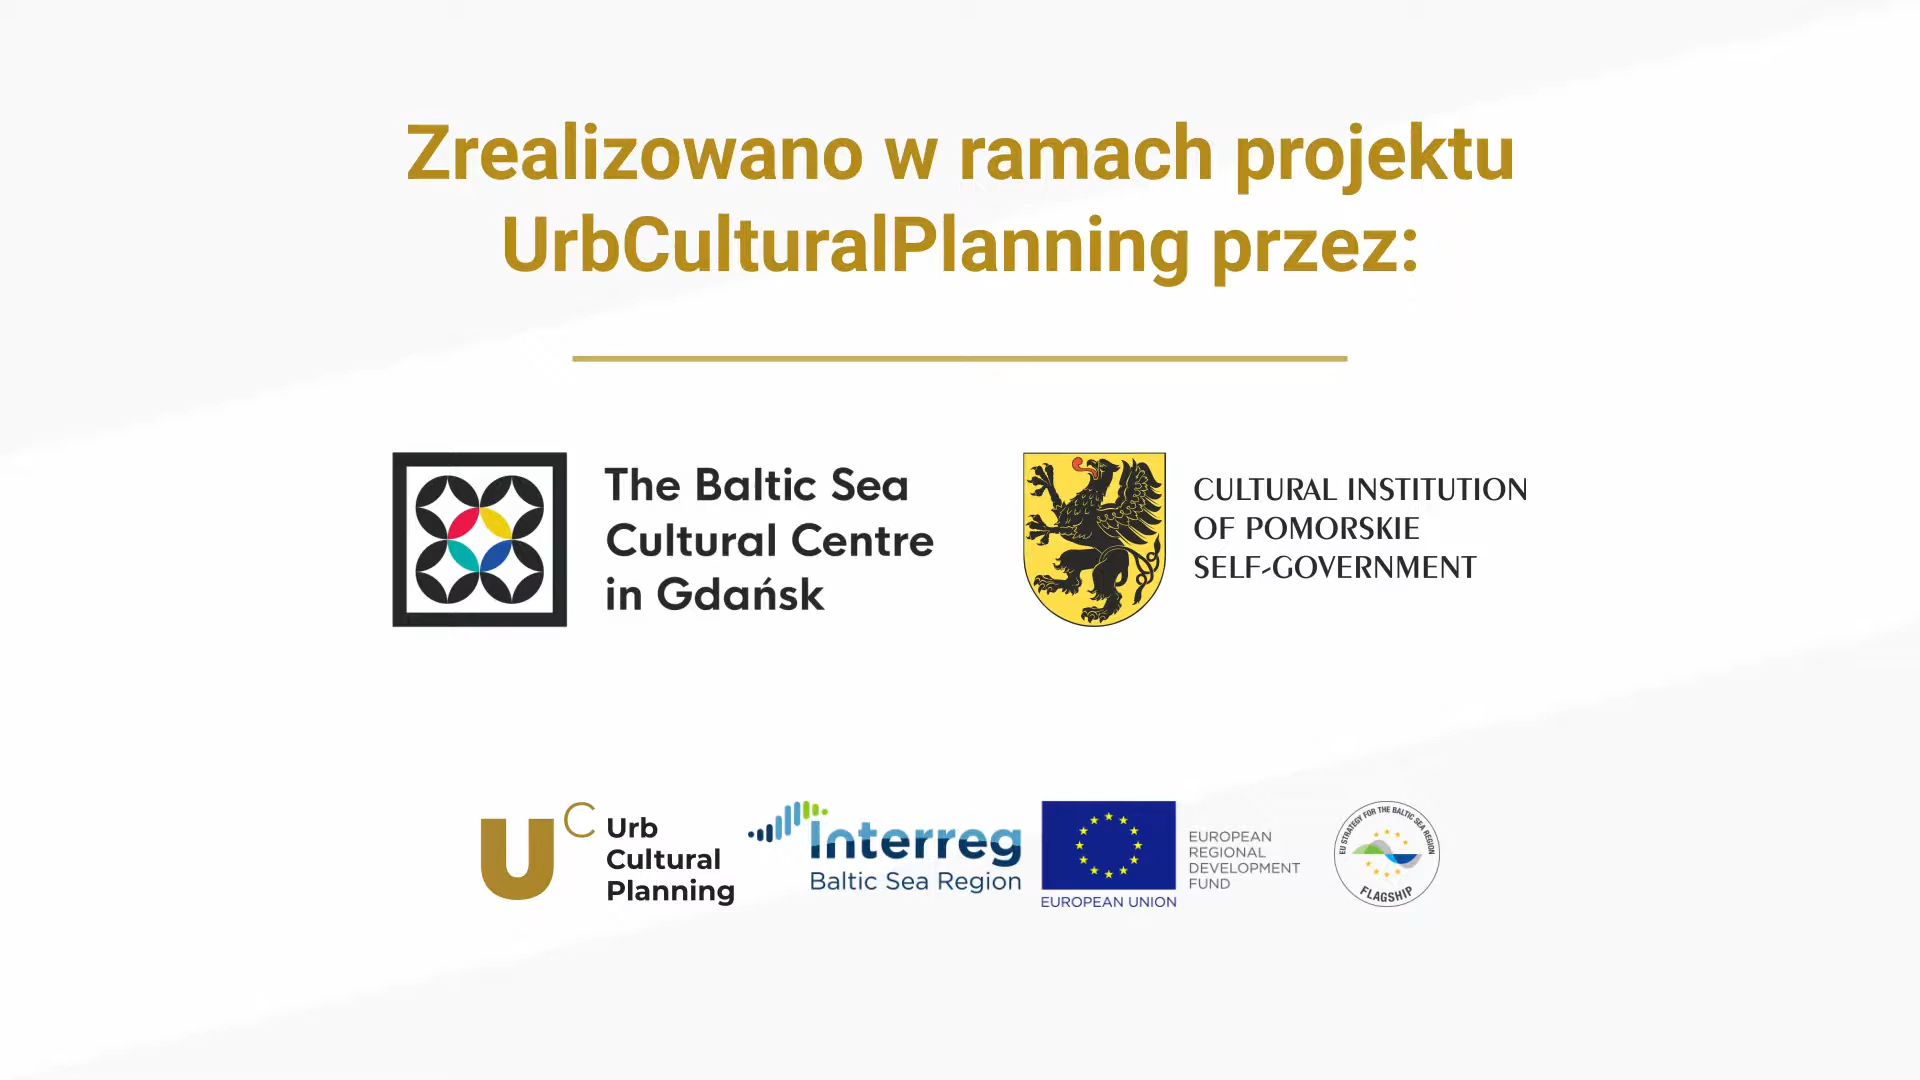 Zrealizowano w ramach projektu
UrbCulturalPlanning przez:
The Baltic Sea
Cultural Centre
in Gdańsk
CULTURAL INSTITUTION
OF POMORSKIE
SELF-GOVERNMENT
UC
Urb
Cultural
Planning
Interreg
Baltic Sea Region
EUROPEAN UNION
EUROPEAN
REGIONAL
DEVELOPMENT
FUND
EU STRATEGY FOR THE BALTIC SEA REGION
FLAGSHIP